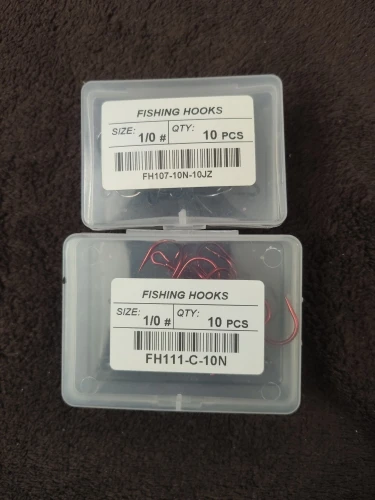 FISHING HOOKS
SIZE: 1/0 # QTY: 10 PCS
FH107-10N-10JZ
FISHING HOOKS
SIZE: 1/0 # QTY: 10 PCS
FH111-C-10N